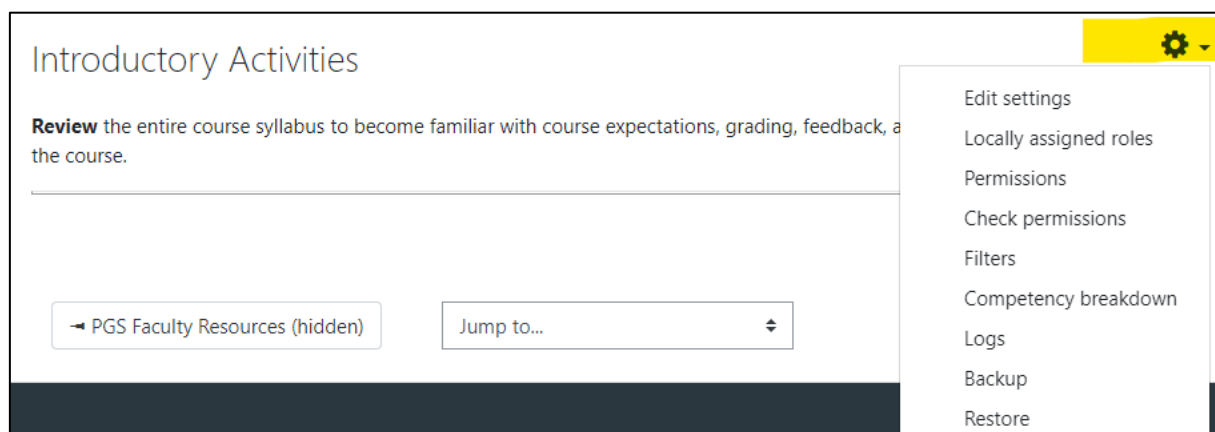 Introductory Activities
Review the entire course syllabus to become familiar with course expectations, grading, feedback, a
the course.
PGS Faculty Resources (hidden)
Jump to...
Edit settings
Locally assigned roles
Permissions
Check permissions
Filters
Competency breakdown
Logs
Backup
Restore